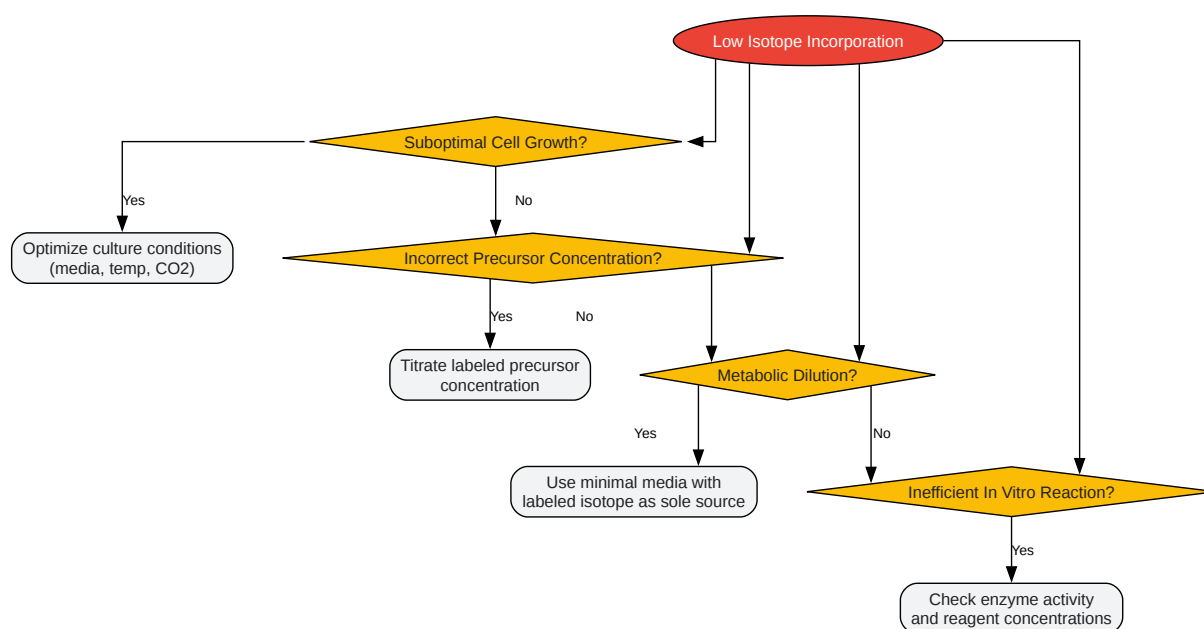 Low Isotope Incorporation
Suboptimal Cell Growth?
Yes
No
Optimize culture conditions
(media, temp, CO2)
Incorrect Precursor Concentration?
Yes
No
Titrate labeled precursor
concentration
Metabolic Dilution?
Yes
No
Use minimal media with
labeled isotope as sole source
Inefficient In Vitro Reaction?
Yes
Check enzyme activity
and reagent concentrations